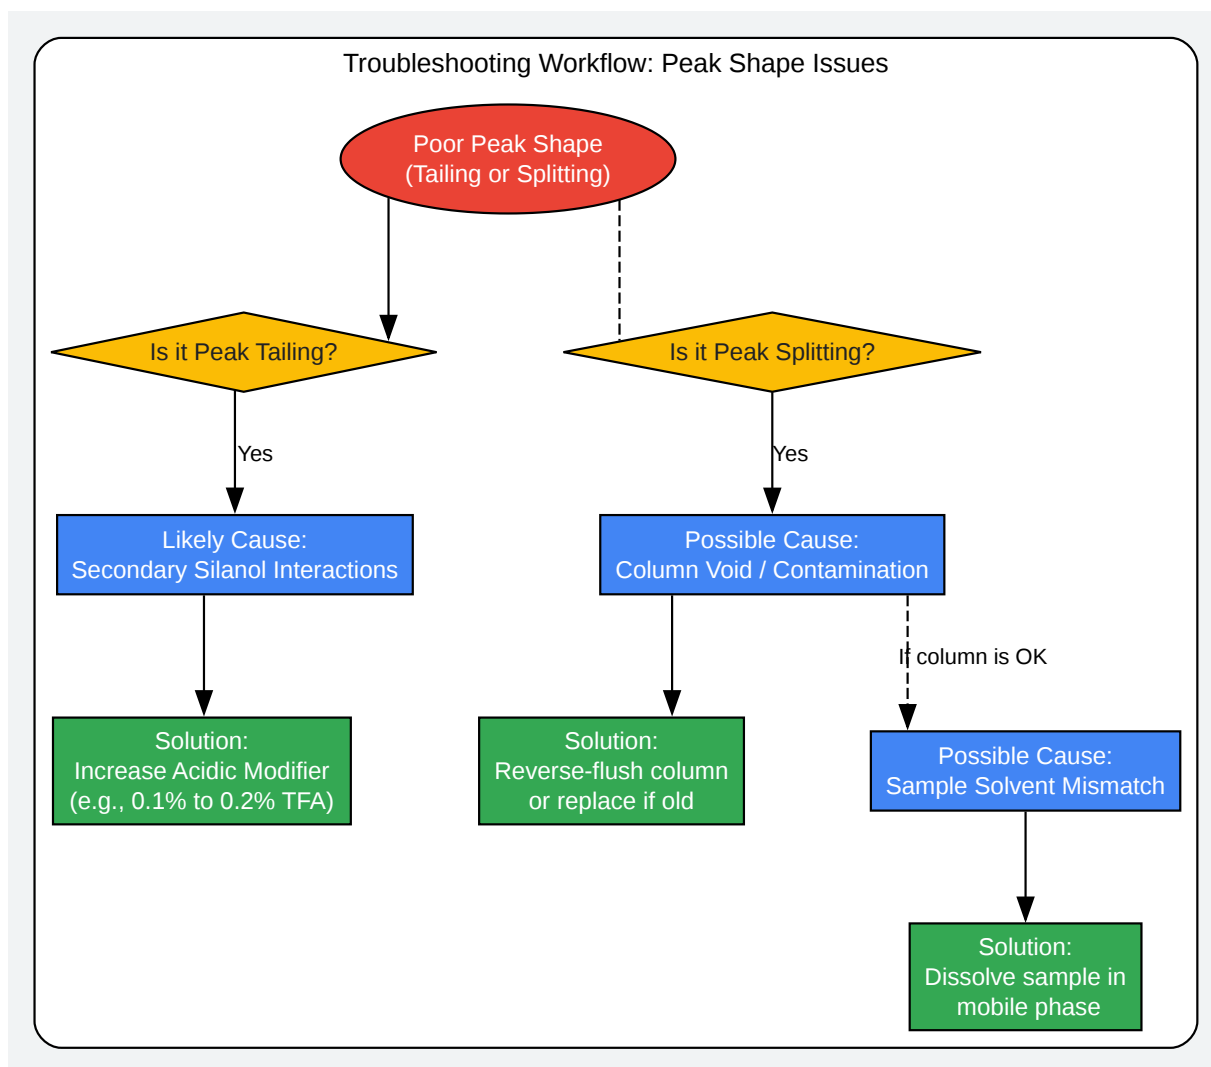 Troubleshooting Workflow: Peak Shape Issues
Poor Peak Shape
(Tailing or Splitting)
Is it Peak Tailing?
Is it Peak Splitting?
Yes
Yes
Likely Cause:
Secondary Silanol Interactions
Possible Cause:
Column Void / Contamination
If column is OK
Solution:
Increase Acidic Modifier
(e.g., 0.1% to 0.2% TFA)
Solution:
Reverse-flush column
or replace if old
Possible Cause:
Sample Solvent Mismatch
Solution:
Dissolve sample in
mobile phase